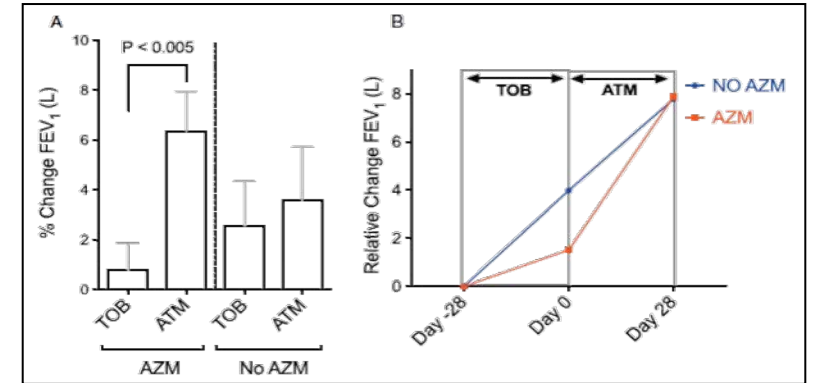 A
% Change FEV1 (L)
10
8
6
4
2
0
P < 0.005
TOB
ATM
TOB
ATM
AZM
No AZM
B
Relative Change FEV1 (L)
8
6
4
2
0
TOB
ATM
NO AZM
AZM
Day -28
Day 0
Day 28